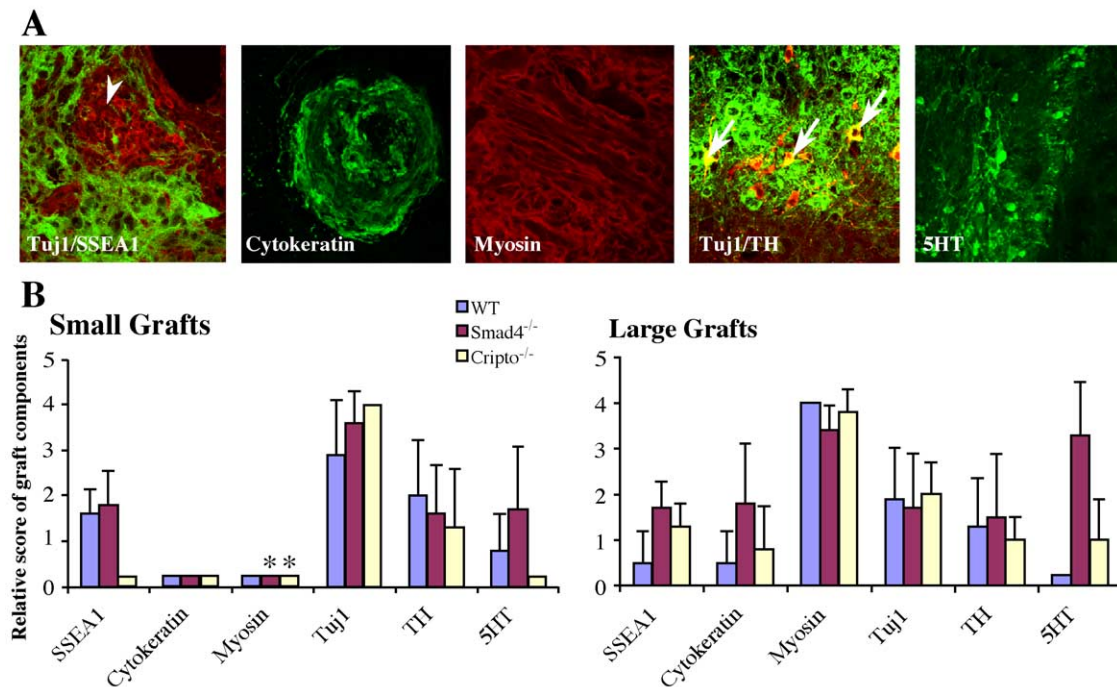 A
Tuj1/SSEA1
Cytokeratin
Myosin
Tuj1/TH
5HT
B
Small Grafts
WT
Smad4-/-
Cripto-/-
Large Grafts
Relative score of graft components
5
4
3
2
1
0
* *
SSEA1
Cytokeratin
Myosin
Tuj1
TH
5HT
5
4
3
2
1
0
SSEA1
Cytokeratin
Myosin
Tuj1
TH
5HT